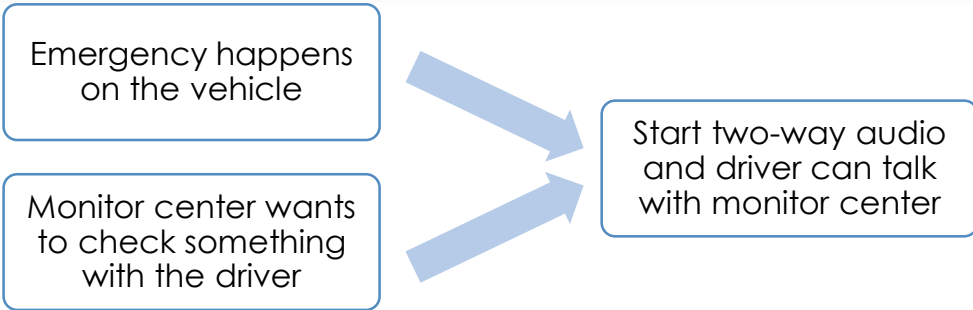 Emergency happens
on the vehicle
Monitor center wants
to check something
with the driver
Start two-way audio
and driver can talk
with monitor center